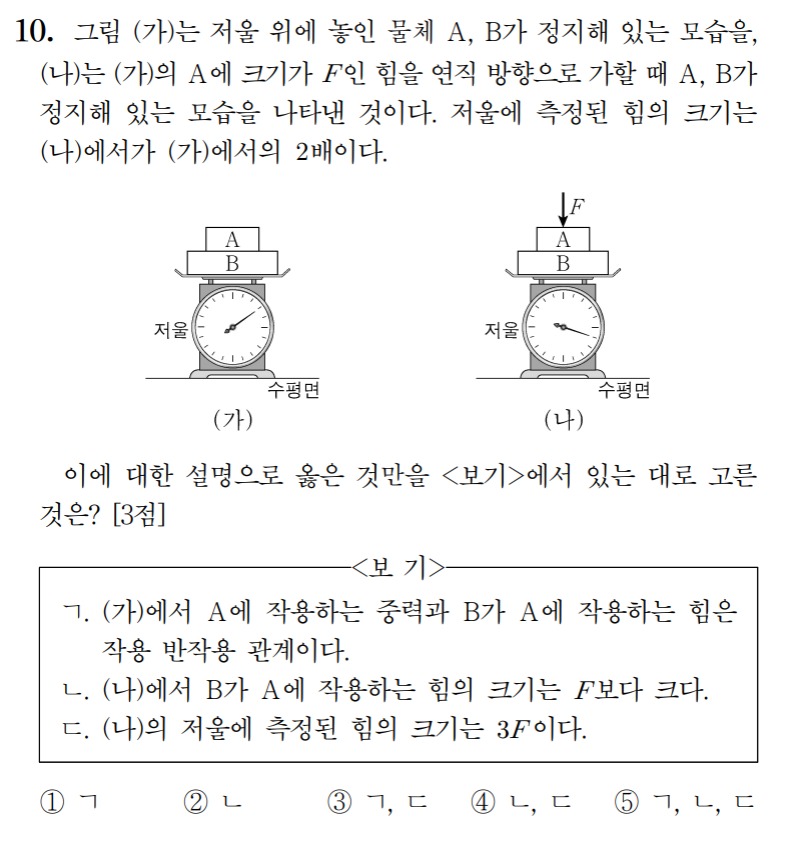 10. 그림 (가)는 저울 위에 놓인 물체 A, B가 정지해 있는 모습을,
(나)는 (가)의 A에 크기가 F인 힘을 연직 방향으로 가할 때 A, B가
정지해 있는 모습을 나타낸 것이다. 저울에 측정된 힘의 크기는
(나)에서가 (가)에서의 2배이다.
A
B
저울
수평면
(가)
F
A
B
저울
수평면
(나)
이에 대한 설명으로 옳은 것만을 <보기>에서 있는 대로 고른
것은? [3점]
<보 기>
ㄱ. (가)에서 A에 작용하는 중력과 B가 A에 작용하는 힘은
작용 반작용 관계이다.
ㄴ. (나)에서 B가 A에 작용하는 힘의 크기는 F보다 크다.
ㄷ. (나)의 저울에 측정된 힘의 크기는 3F이다.
① ㄱ ② ㄴ ③ ㄱ, ㄷ ④ ㄴ, ㄷ ⑤ ㄱ, ㄴ, ㄷ